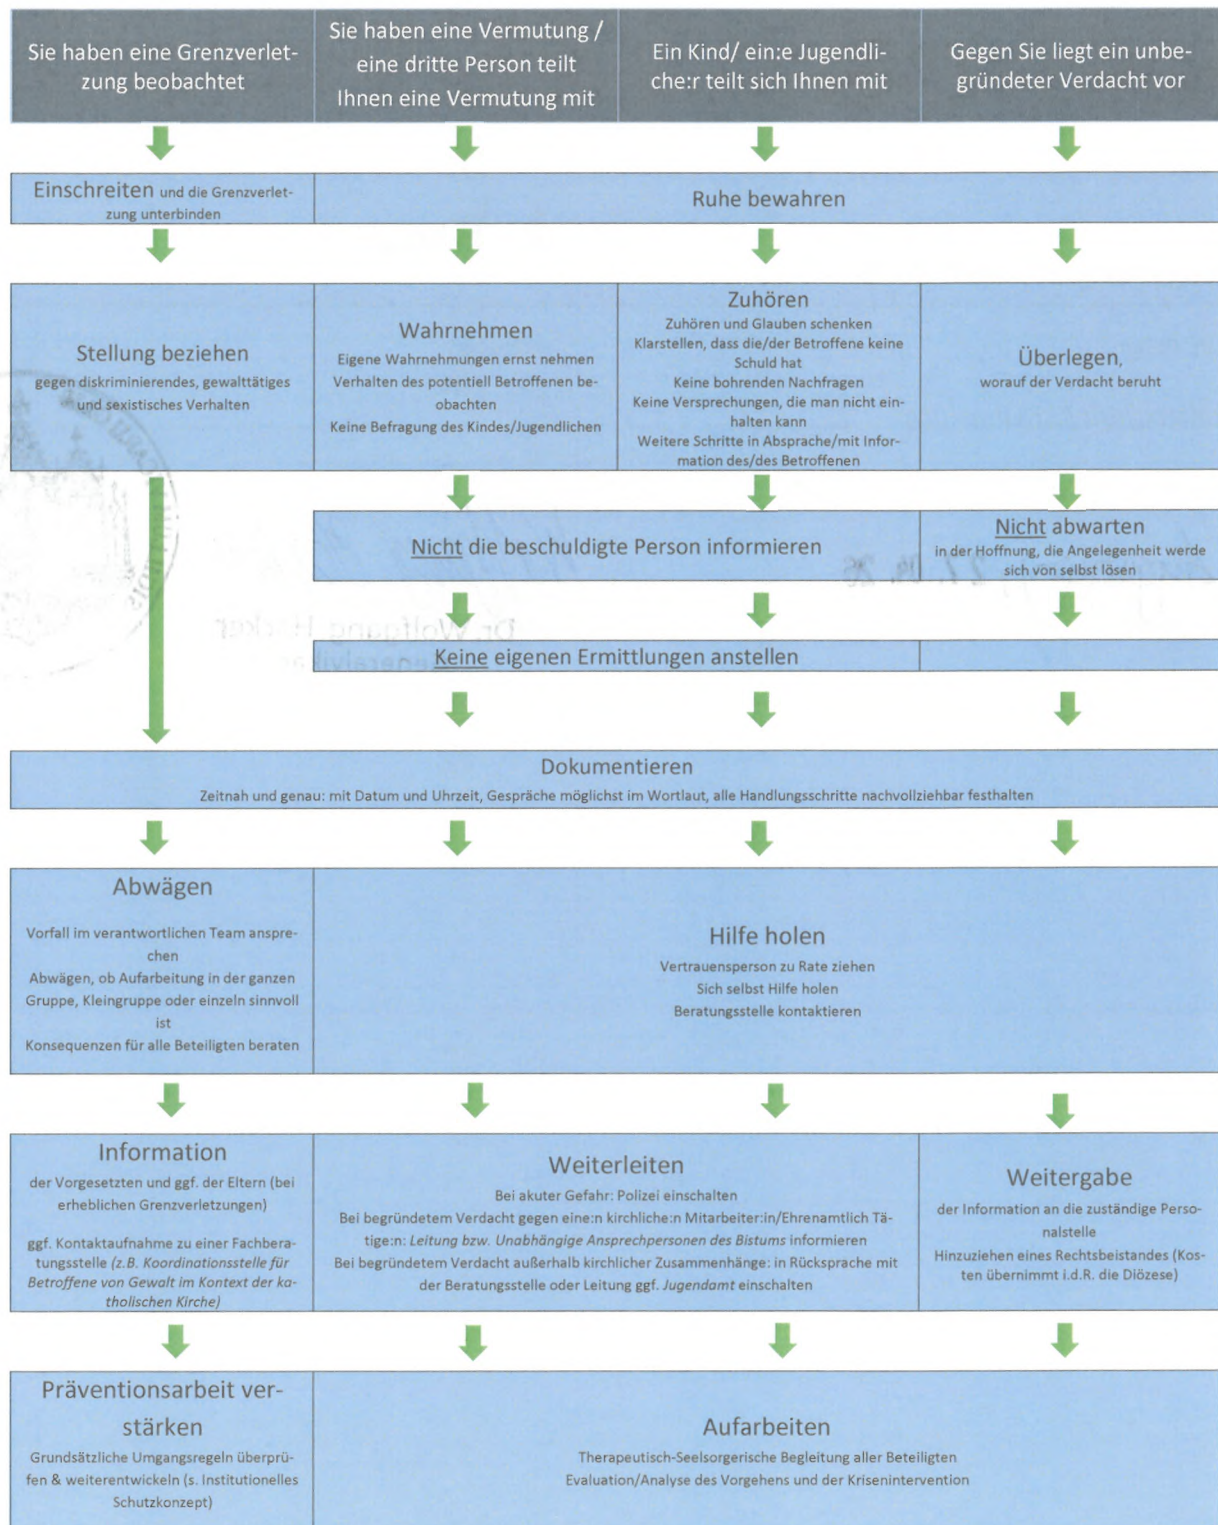 Sie haben eine Grenzverlet-
zung beobachtet
Sie haben eine Vermutung /
eine dritte Person teilt
Ihnen eine Vermutung mit
Ein Kind/ ein:e Jugendli-
che:r teilt sich Ihnen mit
Gegen Sie liegt ein unbe-
gründeter Verdacht vor
Einschreiten und die Grenzverlet-
zung unterbinden
Ruhe bewahren
Stellung beziehen
gegen diskriminierendes, gewalttätiges
und sexistisches Verhalten
Wahrnehmen
Eigene Wahrnehmungen ernst nehmen
Verhalten des potentiell Betroffenen be-
obachten
Keine Befragung des Kindes/Jugendlichen
Zuhören
Zuhören und Glauben schenken
Klarstellen, dass die/der Betroffene keine
Schuld hat
Keine bohrenden Nachfragen
Keine Versprechungen, die man nicht ein-
halten kann
Weitere Schritte in Absprache/mit Infor-
mation des/des Betroffenen
Überlegen,
worauf der Verdacht beruht
Nicht die beschuldigte Person informieren
Nicht abwarten
in der Hoffnung, die Angelegenheit werde
sich von selbst lösen
Dr. Wolfgang Hacker
Keine eigenen Ermittlungen anstellen
Dokumentieren
Zeitnah und genau: mit Datum und Uhrzeit, Gespräche möglichst im Wortlaut, alle Handlungsschritte nachvollziehbar festhalten
Abwägen
Vorfall im verantwortlichen Team anspre-
chen
Abwägen, ob Aufarbeitung in der ganzen
Gruppe, Kleingruppe oder einzeln sinnvoll
ist
Konsequenzen für alle Beteiligten beraten
Hilfe holen
Vertrauensperson zu Rate ziehen
Sich selbst Hilfe holen
Beratungsstelle kontaktieren
Information
der Vorgesetzten und ggf. der Eltern (bei
erheblichen Grenzverletzungen)
ggf. Kontaktaufnahme zu einer Fachbera-
tungsstelle (z.B. Koordinationsstelle für
Betroffene von Gewalt im Kontext der ka-
tholischen Kirche)
Weiterleiten
Bei akuter Gefahr: Polizei einschalten
Bei begründetem Verdacht gegen eine:n kirchliche:n Mitarbeiter:in/Ehrenamtlich Tä-
tige:n: Leitung bzw. Unabhängige Ansprechpersonen des Bistums informieren
Bei begründetem Verdacht außerhalb kirchlicher Zusammenhänge: in Rücksprache mit
der Beratungsstelle oder Leitung ggf. Jugendamt einschalten
Weitergabe
der Information an die zuständige Perso-
nalstelle
Hinzuziehen eines Rechtsbeistandes (Kos-
ten übernimmt i.d.R. die Diözese)
Präventionsarbeit ver-
stärken
Grundsätzliche Umgangsregeln überprü-
fen & weiterentwickeln (s. Institutionelles
Schutzkonzept)
Aufarbeiten
Therapeutisch-Seelsorgerische Begleitung aller Beteiligten
Evaluation/Analyse des Vorgehens und der Krisenintervention